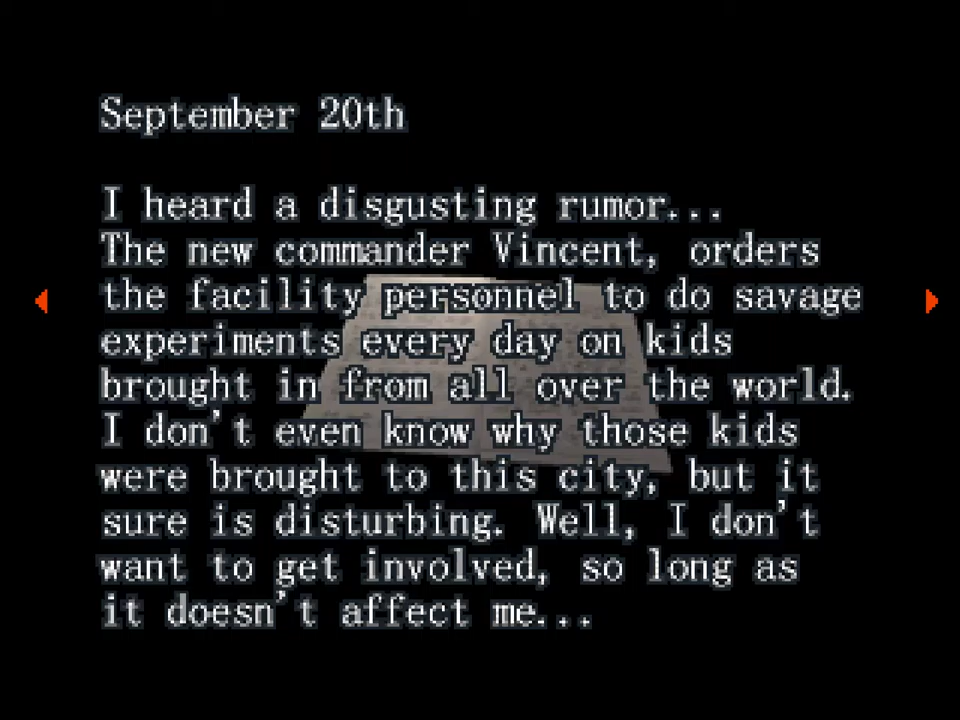 September 20th
I heard a disgusting rumor...
The new commander Vincent, orders
the facility personnel to do savage
experiments every day on kids
brought in from all over the world.
I don't even know why those kids
were brought to this city, but it
sure is disturbing. Well, I don't
want to get involved, so long as
it doesn't affect me...